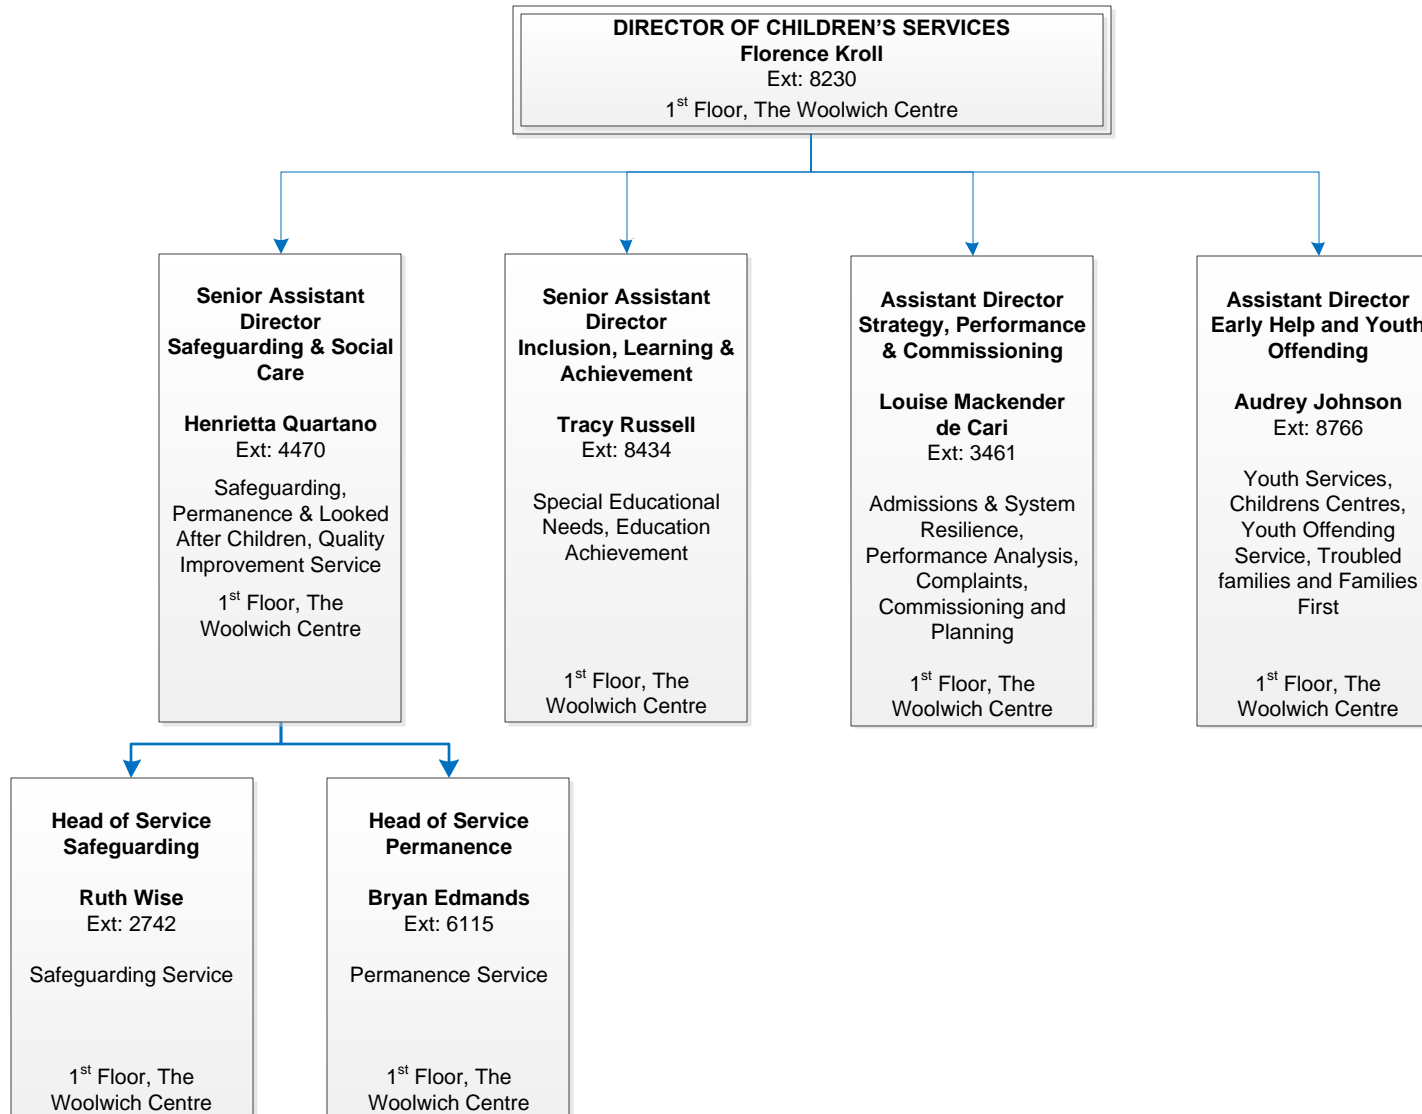 DIRECTOR OF CHILDREN'S SERVICES
Florence Kroll
Ext: 8230
1st Floor, The Woolwich Centre
Senior Assistant
Director
Safeguarding & Social
Care
Henrietta Quartano
Ext: 4470
Safeguarding,
Permanence & Looked
After Children, Quality
Improvement Service
1st Floor, The
Woolwich Centre
Senior Assistant
Director
Inclusion, Learning &
Achievement
Tracy Russell
Ext: 8434
Special Educational
Needs, Education
Achievement
1st Floor, The
Woolwich Centre
Assistant Director
Strategy, Performance
& Commissioning
Louise Mackender
de Cari
Ext: 3461
Admissions & System
Resilience,
Performance Analysis,
Complaints,
Commissioning and
Planning
1st Floor, The
Woolwich Centre
Assistant Director
Early Help and Youth
Offending
Audrey Johnson
Ext: 8766
Youth Services,
Childrens Centres,
Youth Offending
Service, Troubled
families and Families
First
1st Floor, The
Woolwich Centre
Head of Service
Safeguarding
Ruth Wise
Ext: 2742
Safeguarding Service
1st Floor, The
Woolwich Centre
Head of Service
Permanence
Bryan Edmands
Ext: 6115
Permanence Service
1st Floor, The
Woolwich Centre